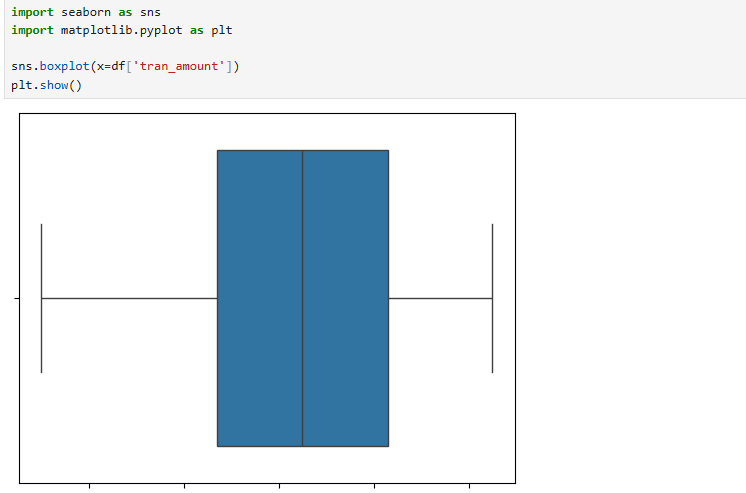 import seaborn as sns
import matplotlib.pyplot as plt
sns.boxplot(x=df['tran_amount'])
plt.show()